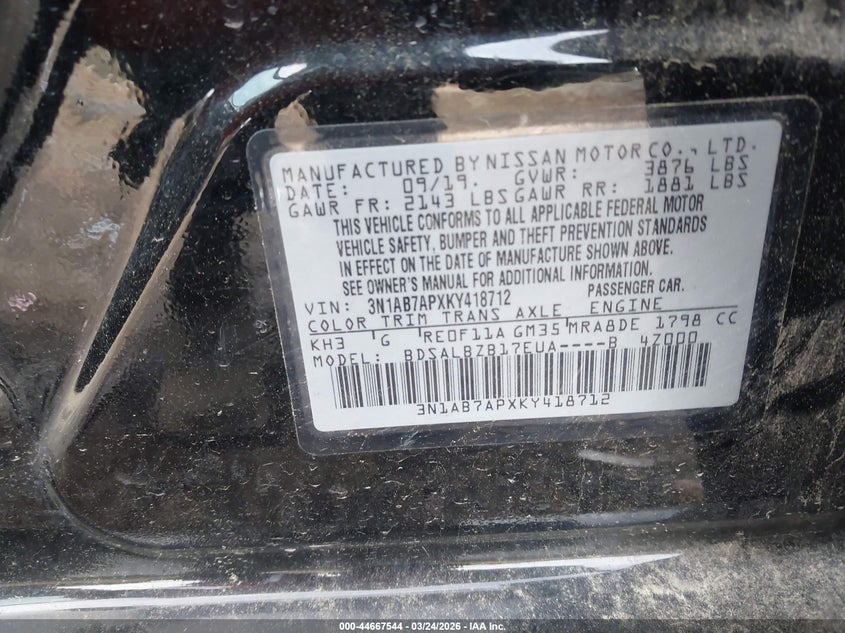 MANUFACTURED BY NISSAN MOTOR CO., LTD.
DATE: 09/19. GVWR: 3876 LBS
GAWR FR: 2143 LBS GAWR RR: 1881 LBS
THIS VEHICLE CONFORMS TO ALL APPLICABLE FEDERAL MOTOR
VEHICLE SAFETY, BUMPER AND THEFT PREVENTION STANDARDS
IN EFFECT ON THE DATE OF MANUFACTURE SHOWN ABOVE.
SEE OWNER'S MANUAL FOR ADDITIONAL INFORMATION.
VIN: 3N1AB7APXKY418712 PASSENGER CAR.
COLOR TRIM TRANS AXLE ENGINE
KH3 G RE0F11A GM35 MRA8DE 1798 CC
MODEL: BDSALBZB17EUA----B 4Z000
3N1AB7APXKY418712
000-44667544 | 03/24/2026 - IAA Inc.